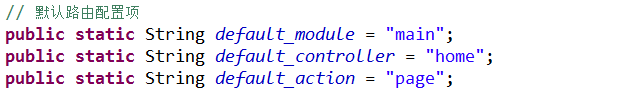 // 默认路由配置项
public static String default_module = "main";
public static String default_controller = "home";
public static String default_action = "page";